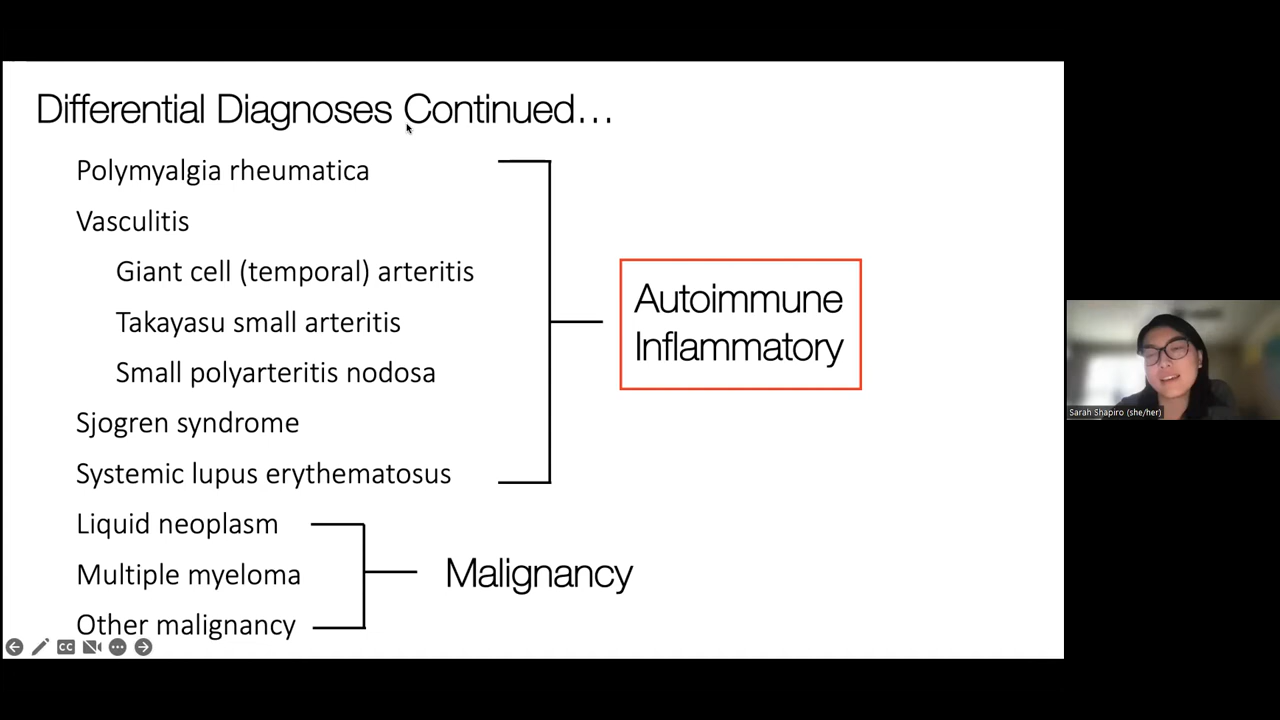 Differential Diagnoses Continued...
Polymyalgia rheumatica
Vasculitis
Giant cell (temporal) arteritis
Takayasu small arteritis
Small polyarteritis nodosa
Sjogren syndrome
Systemic lupus erythematosus
Autoimmune
Inflammatory
Liquid neoplasm
Multiple myeloma
Other malignancy
Malignancy
CC
Sarah Shapiro (she/her)